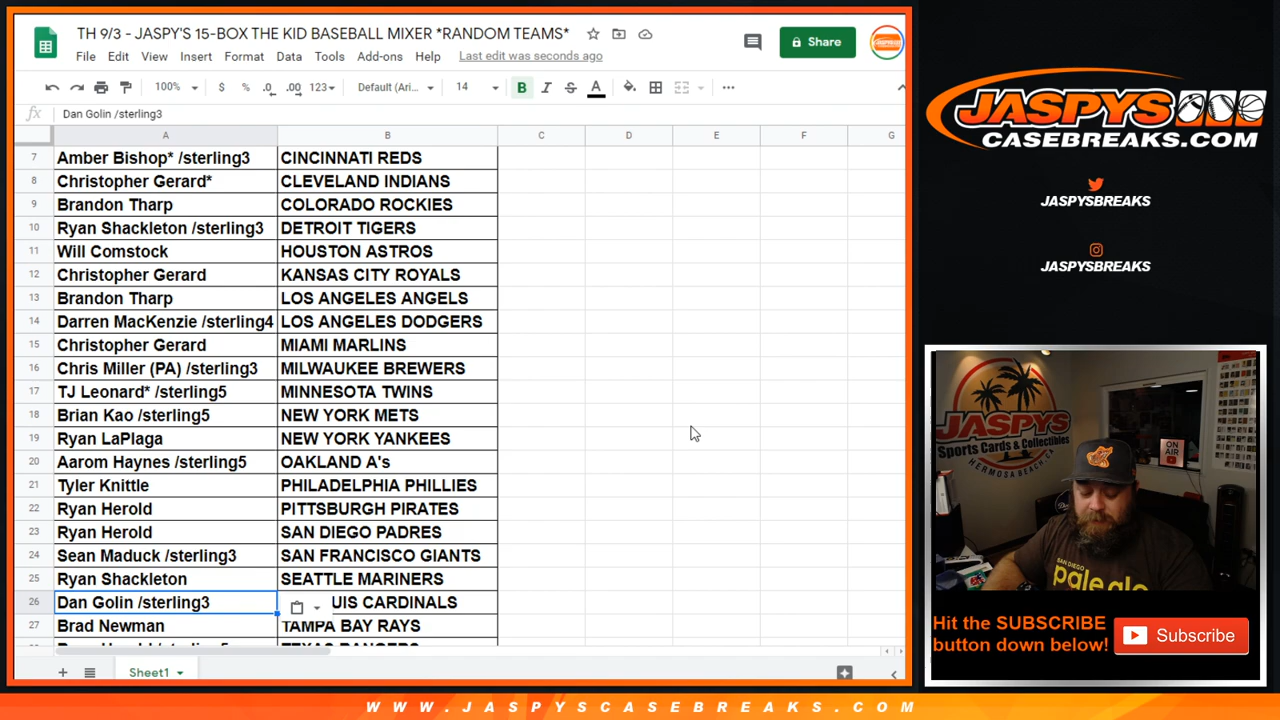 TH 9/3 - JASPY'S 15-BOX THE KID BASEBALL MIXER *RANDOM TEAMS*
File Edit View Insert Format Data Tools Add-ons Help Last edit was seconds ago
Share
100% $ % .0 .00 123 Default (Ari... 14 B I S A
fx Dan Golin /sterling3
A B C D E F G
7 Amber Bishop* /sterling3 CINCINNATI REDS
8 Christopher Gerard* CLEVELAND INDIANS
9 Brandon Tharp COLORADO ROCKIES
10 Ryan Shackleton /sterling3 DETROIT TIGERS
11 Will Comstock HOUSTON ASTROS
12 Christopher Gerard KANSAS CITY ROYALS
13 Brandon Tharp LOS ANGELES ANGELS
14 Darren MacKenzie /sterling4 LOS ANGELES DODGERS
15 Christopher Gerard MIAMI MARLINS
16 Chris Miller (PA) /sterling3 MILWAUKEE BREWERS
17 TJ Leonard* /sterling5 MINNESOTA TWINS
18 Brian Kao /sterling5 NEW YORK METS
19 Ryan LaPlaga NEW YORK YANKEES
20 Aarom Haynes /sterling5 OAKLAND A's
21 Tyler Knittle PHILADELPHIA PHILLIES
22 Ryan Herold PITTSBURGH PIRATES
23 Ryan Herold SAN DIEGO PADRES
24 Sean Maduck /sterling3 SAN FRANCISCO GIANTS
25 Ryan Shackleton SEATTLE MARINERS
26 Dan Golin /sterling3 UIS CARDINALS
27 Brad Newman TAMPA BAY RAYS
TEXAS RANGERS
Sheet1
JASPYS
CASEBREAKS.COM
JASPYSBREAKS
JASPYSBREAKS
JASPYS
Sports Cards & Collectibles
HERMOSA BEACH, CA
ON
AIR
SAN DIEGO
pale ale
Hit the SUBSCRIBE
button down below!
Subscribe
WWW.JASPYSCASEBREAKS.COM